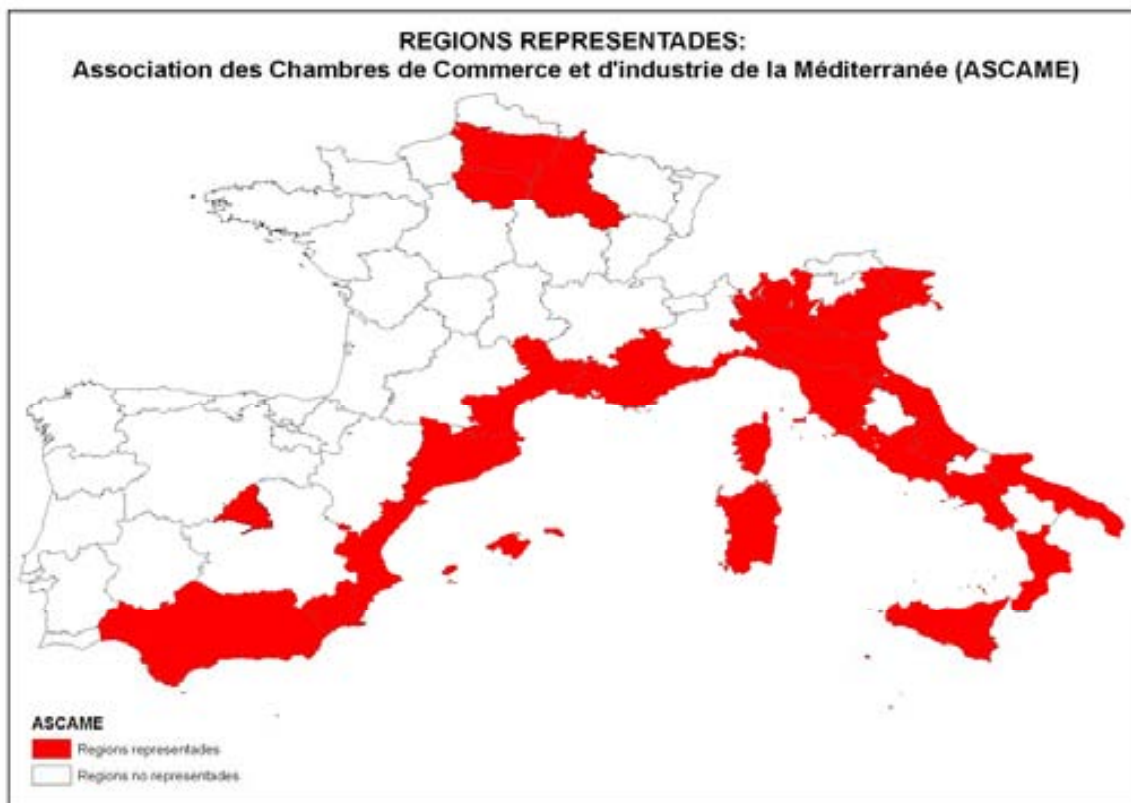 REGIONS REPRESENTADES:
Association des Chambres de Commerce et d'industrie de la Méditerranée (ASCAME)
ASCAME
Regions representades
Regions no representades